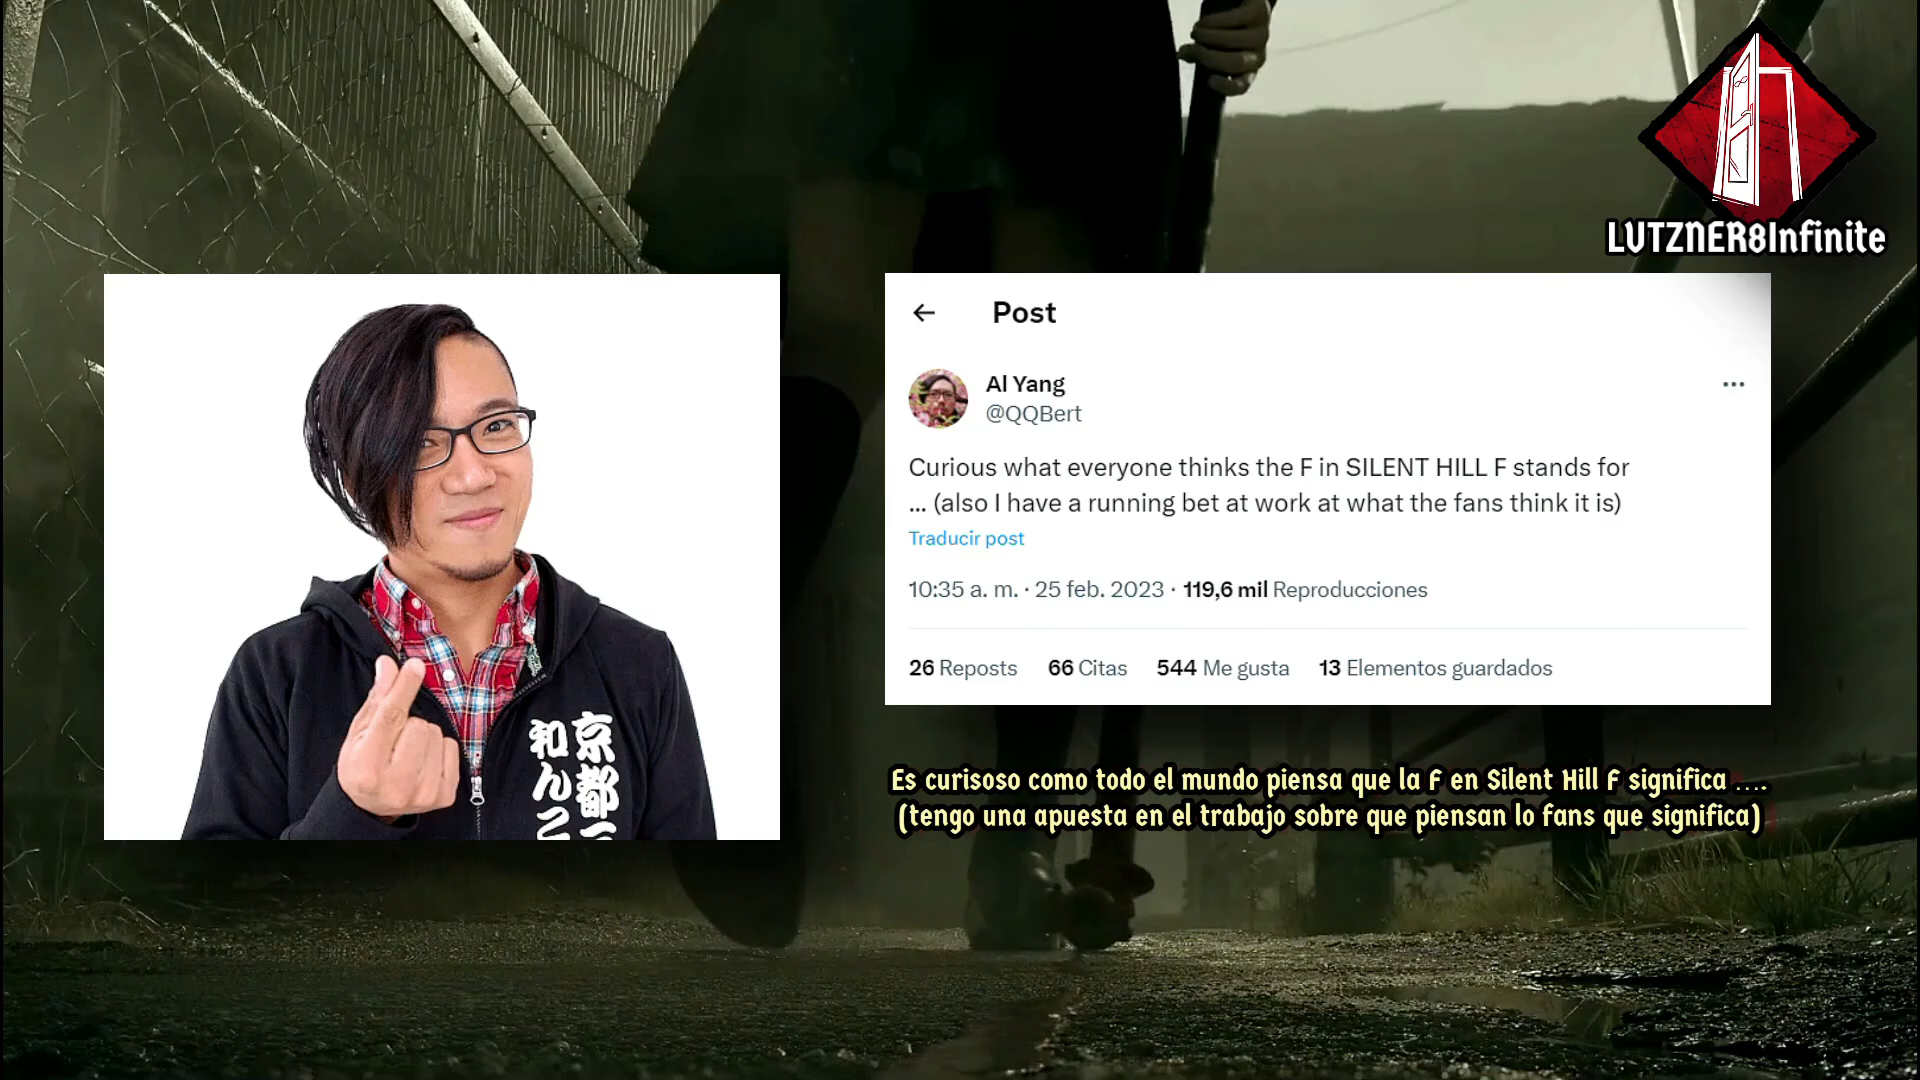 LUTZNER8Infinite
Post
Al Yang
@QQBert
Curious what everyone thinks the F in SILENT HILL F stands for
... (also I have a running bet at work at what the fans think it is)
Traducir post
10:35 a. m. · 25 feb. 2023 · 119,6 mil Reproducciones
26 Reposts 66 Citas 544 Me gusta 13 Elementos guardados
京都一
和んこ
Es curisoso como todo el mundo piensa que la F en Silent Hill F significa ....
(tengo una apuesta en el trabajo sobre que piensan lo fans que significa)